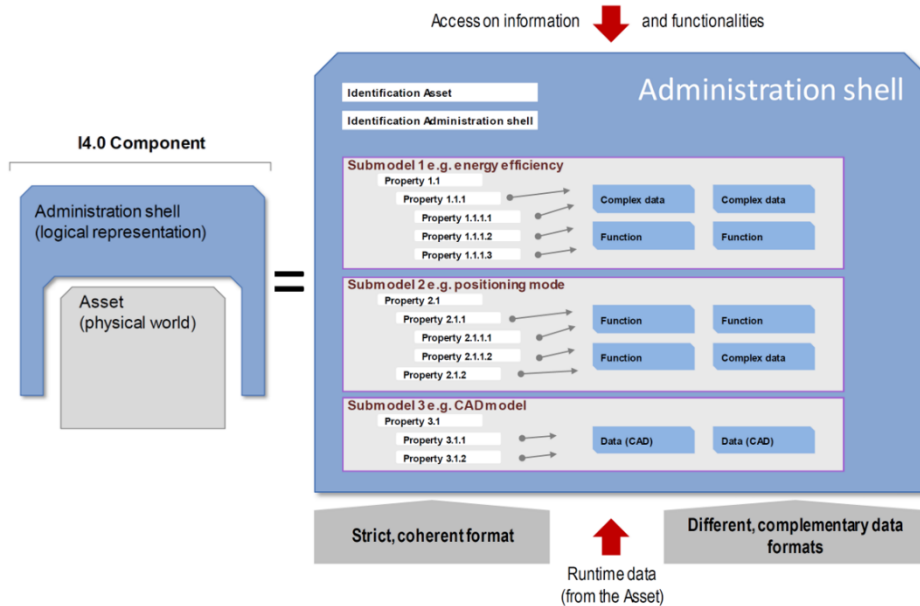 Access on information and functionalities
Administration shell
Identification Asset
Identification Administration shell
I4.0 Component
Administration shell
(logical representation)
Asset
(physical world)
=
Submodel 1 e.g. energy efficiency
Property 1.1
Property 1.1.1
Property 1.1.1.1
Property 1.1.1.2
Property 1.1.1.3
Complex data
Complex data
Function
Function
Submodel 2 e.g. positioning mode
Property 2.1
Property 2.1.1
Property 2.1.1.1
Property 2.1.1.2
Property 2.1.2
Function
Function
Function
Complex data
Submodel 3 e.g. CAD model
Property 3.1
Property 3.1.1
Property 3.1.2
Data (CAD)
Data (CAD)
Strict, coherent format
Different, complementary data
formats
Runtime data
(from the Asset)